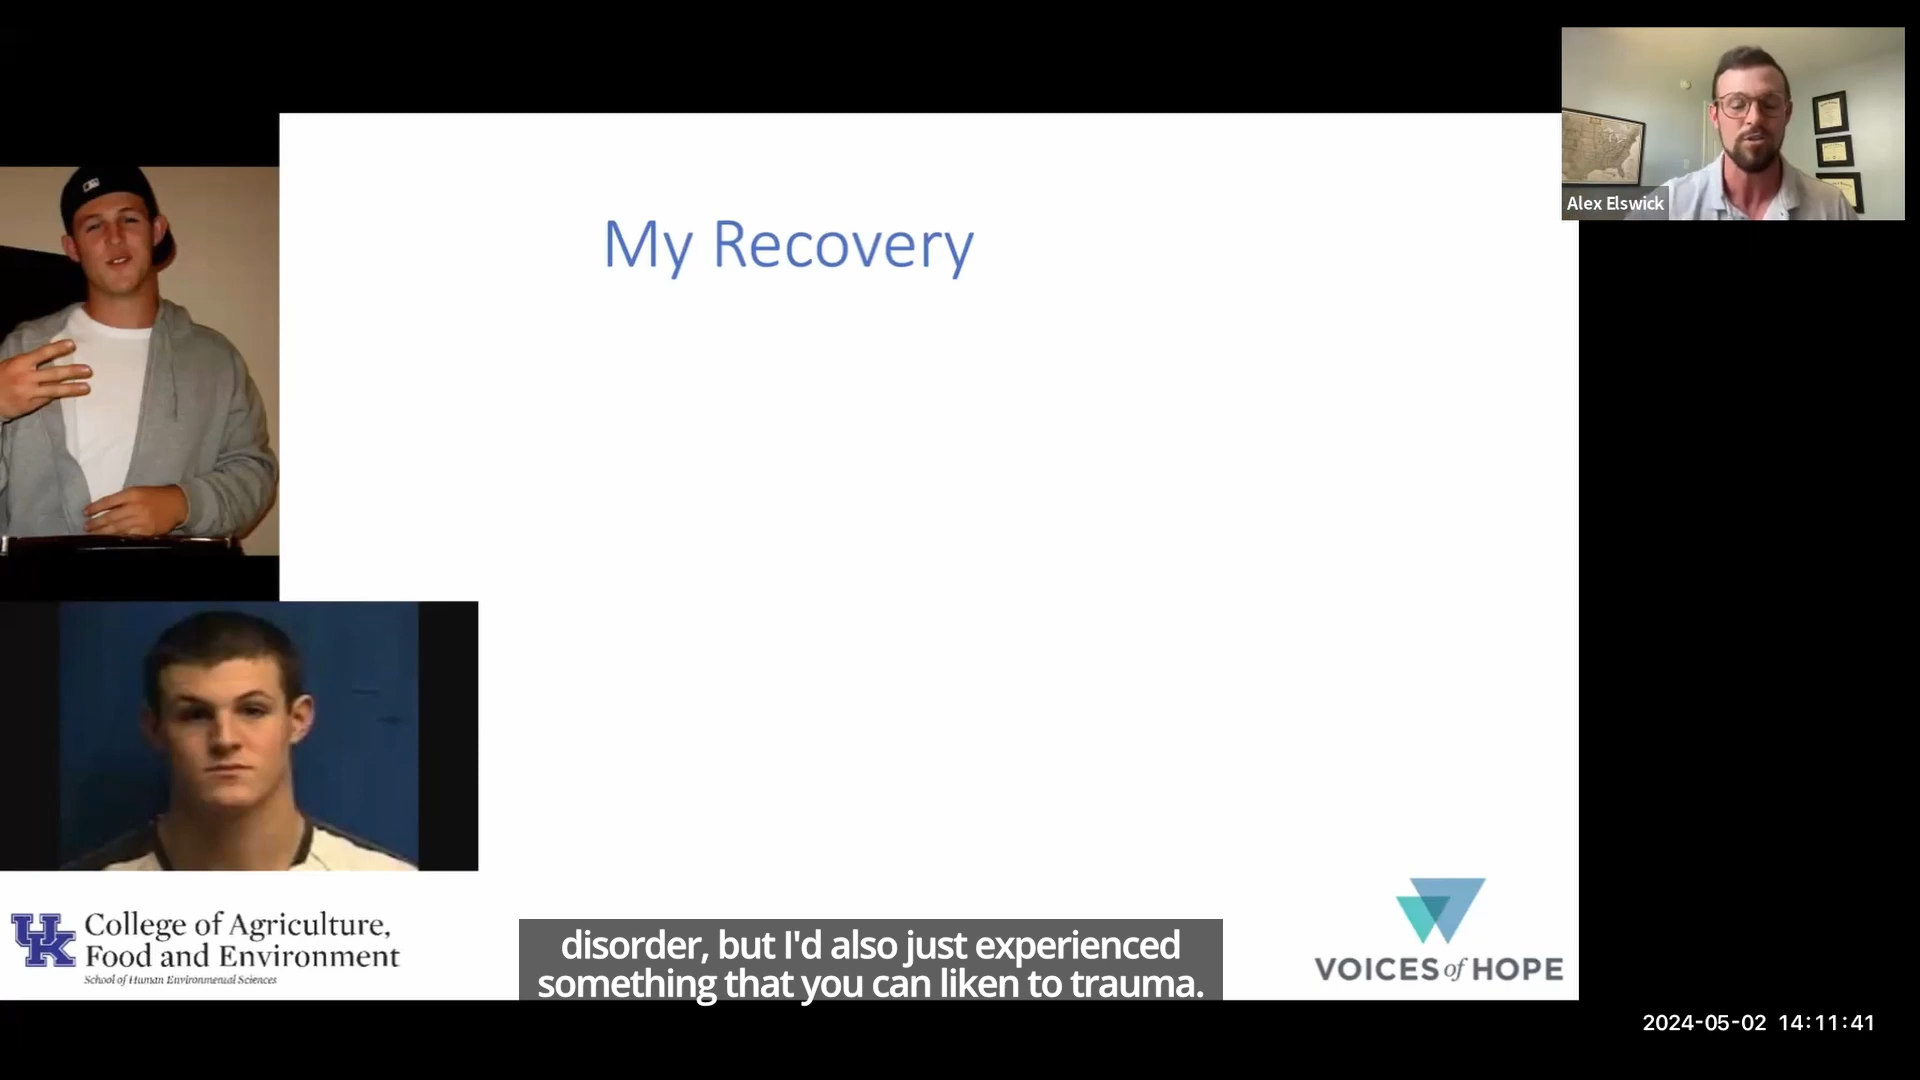 Alex Elswick
My Recovery
UK
College of Agriculture,
Food and Environment
School of Human Environmental Sciences
disorder, but I'd also just experienced
something that you can liken to trauma.
VOICES of HOPE
2024-05-02 14:11:41